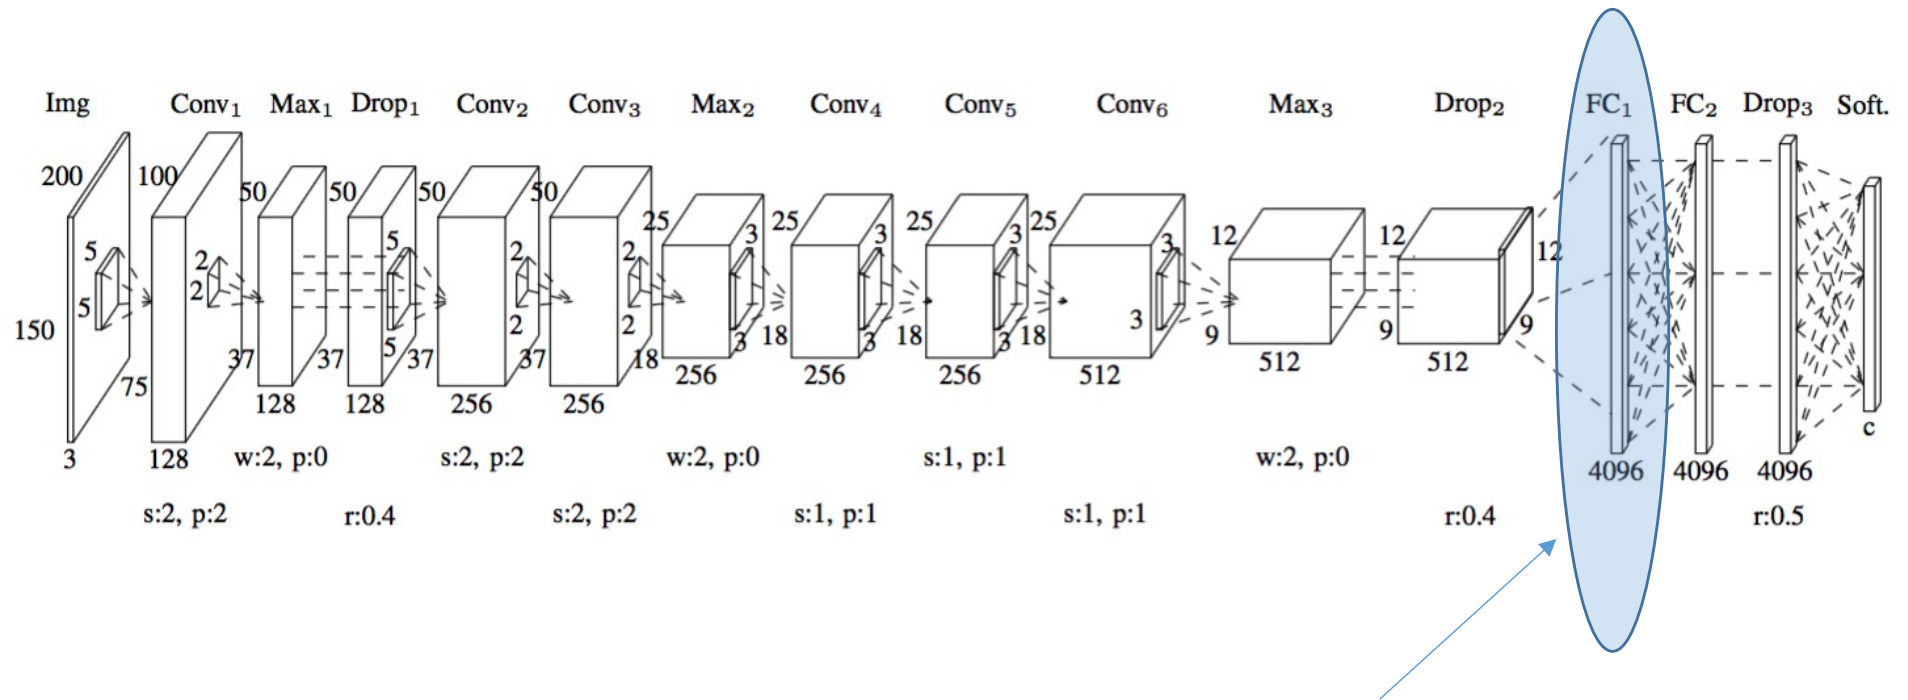 Img Conv1 Max1 Drop1 Conv2 Conv3 Max2 Conv4 Conv5 Conv6 Max3 Drop2 FC1 FC2 Drop3 Soft.
200 100 50 50 50 50 25 25 25 25 12 12 12
5 2 5 2 2 3 3 3 3
5 2 5 2 2 3 3 3 3
150 75 37 37 37 37 18 18 18 18 9 9 9
3 128 128 128 256 256 256 256 256 512 512 512 4096 4096 4096 c
w:2, p:0 s:2, p:2 w:2, p:0 s:1, p:1 w:2, p:0
s:2, p:2 r:0.4 s:2, p:2 s:1, p:1 s:1, p:1 r:0.4 r:0.5